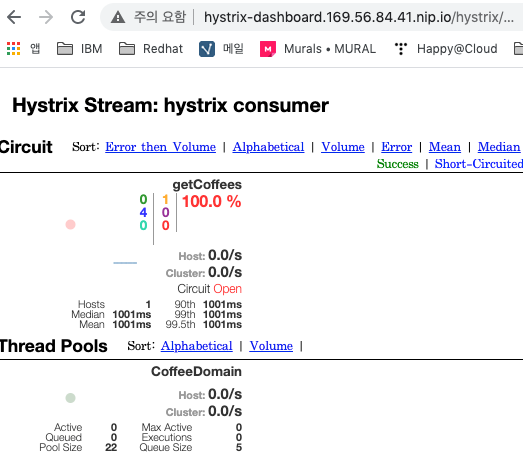 주의 요함 | hystrix-dashboard.169.56.84.41.nip.io/hystrix/...
앱 IBM Redhat 메일 Murals • MURAL Happy@Cloud
Hystrix Stream: hystrix consumer
Circuit Sort: Error then Volume | Alphabetical | Volume | Error | Mean | Median
Success | Short-Circuited
getCoffees
0 1 100.0 %
4 0
0 0
Host: 0.0/s
Cluster: 0.0/s
Circuit Open
Hosts 1 90th 1001ms
Median 1001ms 99th 1001ms
Mean 1001ms 99.5th 1001ms
Thread Pools Sort: Alphabetical | Volume |
CoffeeDomain
Host: 0.0/s
Cluster: 0.0/s
Active 0 Max Active 0
Queued 0 Executions 0
Pool Size 22 Queue Size 5